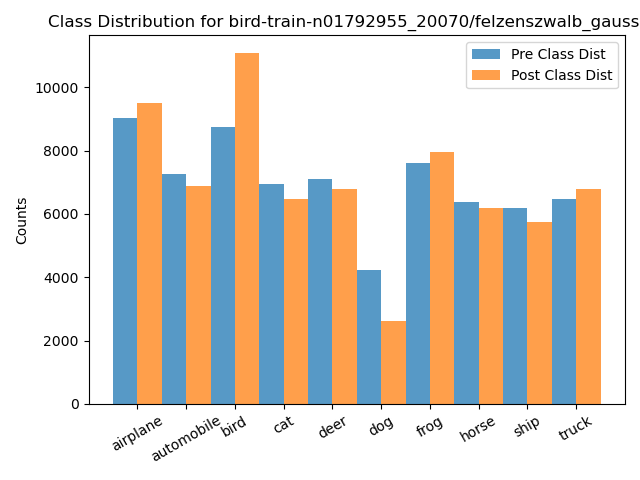 Class Distribution for bird-train-n01792955_20070/felzenszwalb_gauss
Pre Class Dist
Post Class Dist
Counts
10000
8000
6000
4000
2000
0
airplane
automobile
bird
cat
deer
dog
frog
horse
ship
truck